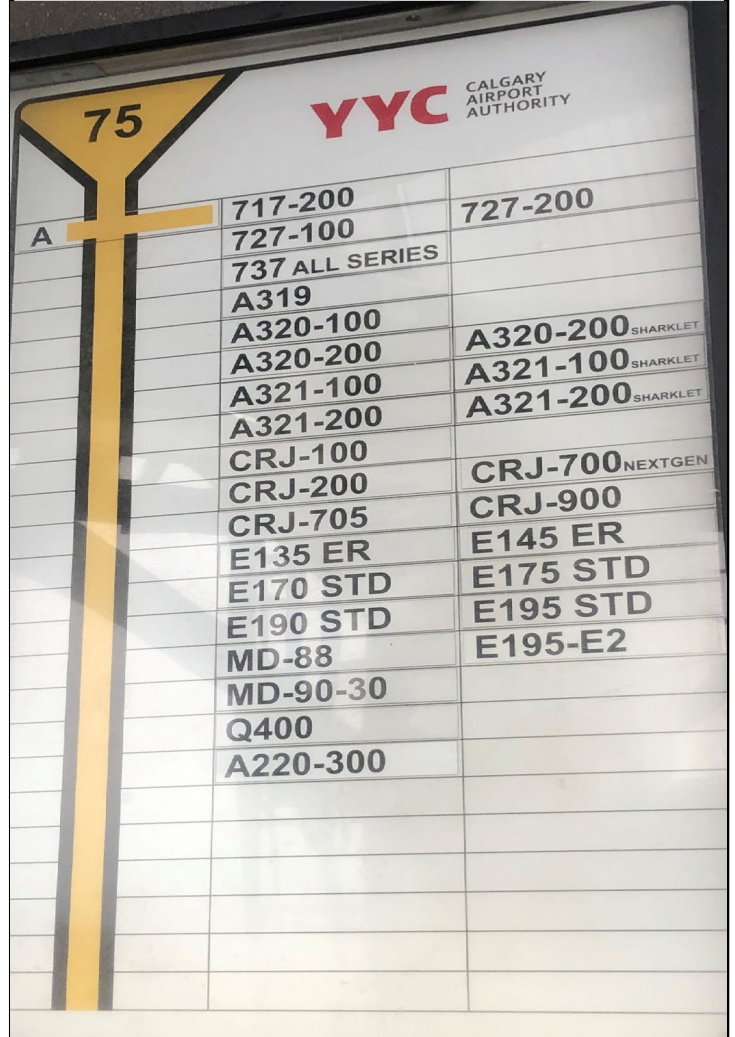 75
YYC CALGARY
AIRPORT
AUTHORITY
A
717-200
727-100 727-200
737 ALL SERIES
A319
A320-100
A320-200 A320-200 SHARKLET
A321-100 A321-100 SHARKLET
A321-200 A321-200 SHARKLET
CRJ-100
CRJ-200 CRJ-700 NEXTGEN
CRJ-705 CRJ-900
E135 ER E145 ER
E170 STD E175 STD
E190 STD E195 STD
MD-88 E195-E2
MD-90-30
Q400
A220-300